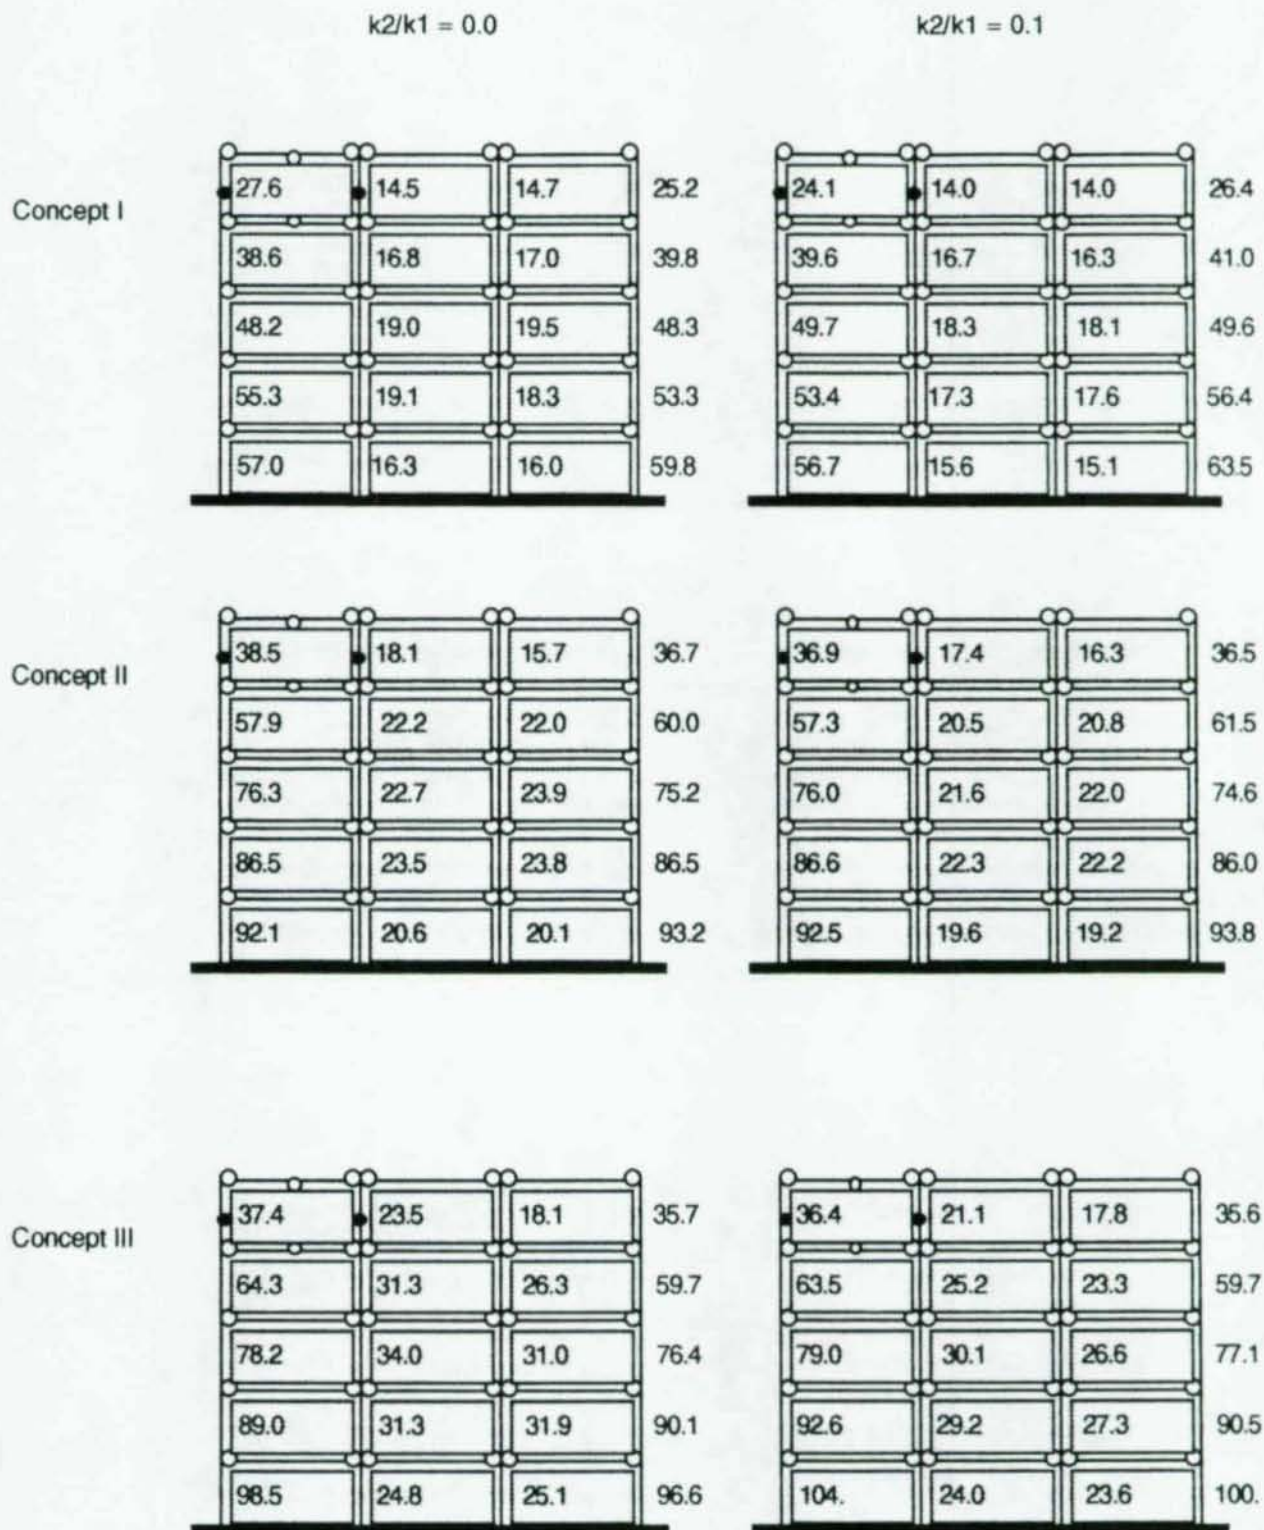 k2/k1 = 0.0 k2/k1 = 0.1
Concept I
27.6 14.5 14.7 25.2 24.1 14.0 14.0 26.4
38.6 16.8 17.0 39.8 39.6 16.7 16.3 41.0
48.2 19.0 19.5 48.3 49.7 18.3 18.1 49.6
55.3 19.1 18.3 53.3 53.4 17.3 17.6 56.4
57.0 16.3 16.0 59.8 56.7 15.6 15.1 63.5
Concept II
38.5 18.1 15.7 36.7 36.9 17.4 16.3 36.5
57.9 22.2 22.0 60.0 57.3 20.5 20.8 61.5
76.3 22.7 23.9 75.2 76.0 21.6 22.0 74.6
86.5 23.5 23.8 86.5 86.6 22.3 22.2 86.0
92.1 20.6 20.1 93.2 92.5 19.6 19.2 93.8
Concept III
37.4 23.5 18.1 35.7 36.4 21.1 17.8 35.6
64.3 31.3 26.3 59.7 63.5 25.2 23.3 59.7
78.2 34.0 31.0 76.4 79.0 30.1 26.6 77.1
89.0 31.3 31.9 90.1 92.6 29.2 27.3 90.5
98.5 24.8 25.1 96.6 104. 24.0 23.6 100.